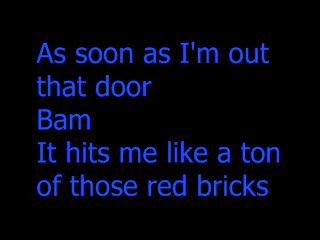 As soon as I'm out
that door
Bam
It hits me like a ton
of those red bricks